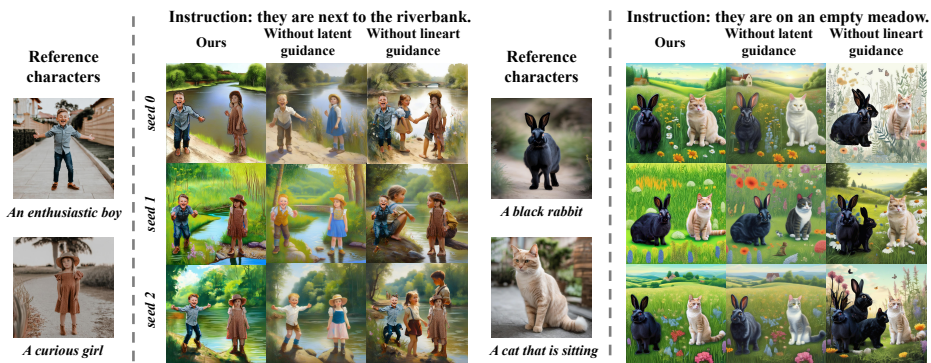 Instruction: they are next to the riverbank.
Reference
characters
Ours
Without latent
guidance
Without lineart
guidance
seed 0
An enthusiastic boy
seed 1
A curious girl
seed 2
Instruction: they are on an empty meadow.
Reference
characters
Ours
Without latent
guidance
Without lineart
guidance
A black rabbit
A cat that is sitting